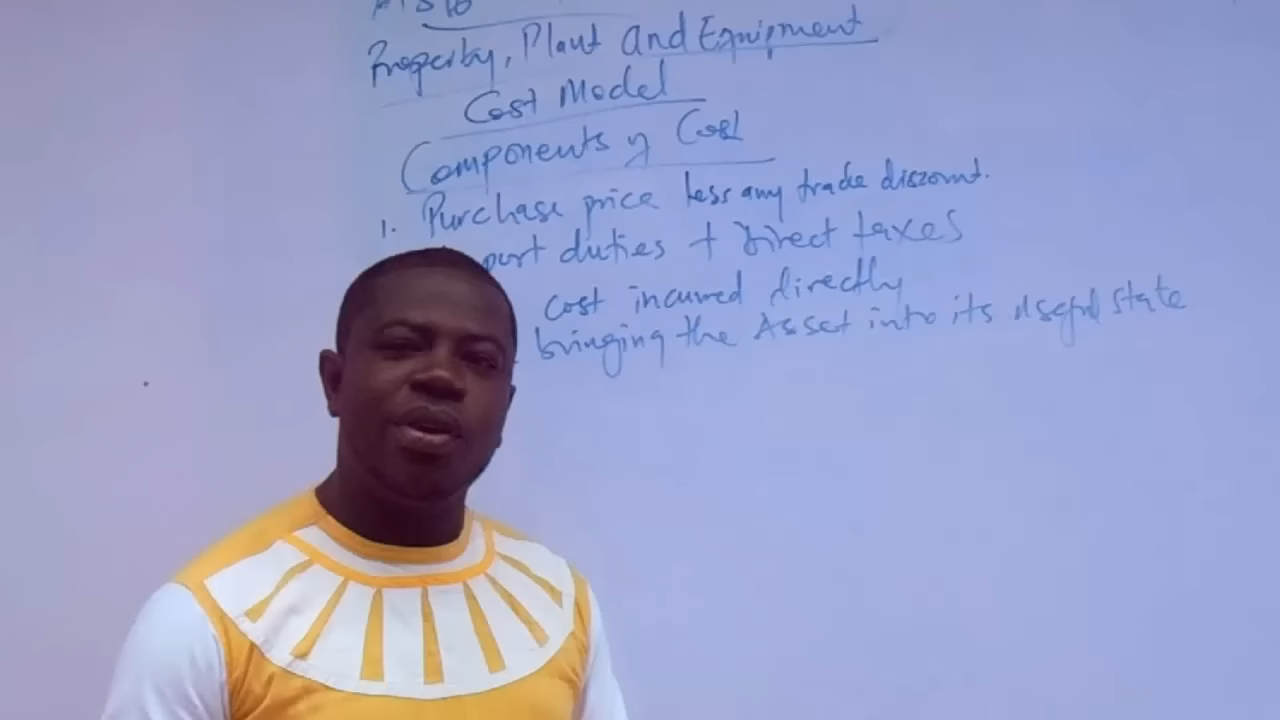 Property, Plant and Equipment
Cost Model
Components of Cost
1. Purchase price less any trade discount.
port duties + Direct taxes
cost incurred directly
bringing the Asset into its useful state